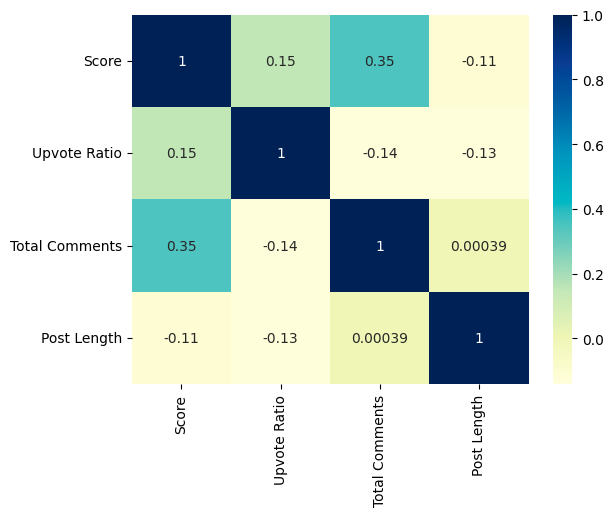 Score 1 0.15 0.35 -0.11
Upvote Ratio 0.15 1 -0.14 -0.13
Total Comments 0.35 -0.14 1 0.00039
Post Length -0.11 -0.13 0.00039 1
Score
Upvote Ratio
Total Comments
Post Length
1.0
0.8
0.6
0.4
0.2
0.0